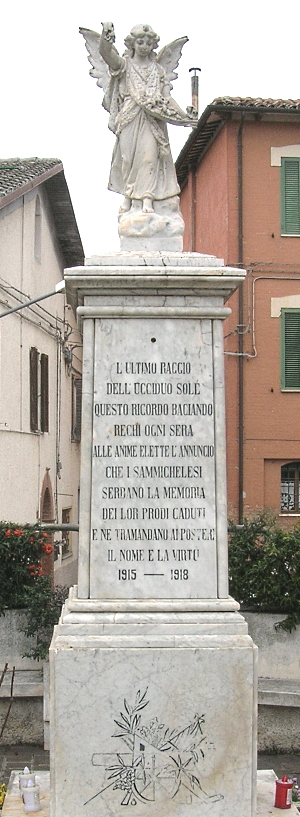 L'ULTIMO RAGGIO
DELL'UCCIDUO SOLE
QUESTO RICORDO BACIANDO
RECHI OGNI SERA
ALLE ANIME ELETTE L'ANNUNCIO
CHE I SAMMICHELESI
SERBANO LA MEMORIA
DEI LOR PRODI CADUTI
E NE TRAMANDANO AI POSTERI
IL NOME E LA VIRTÙ
1915 — 1918